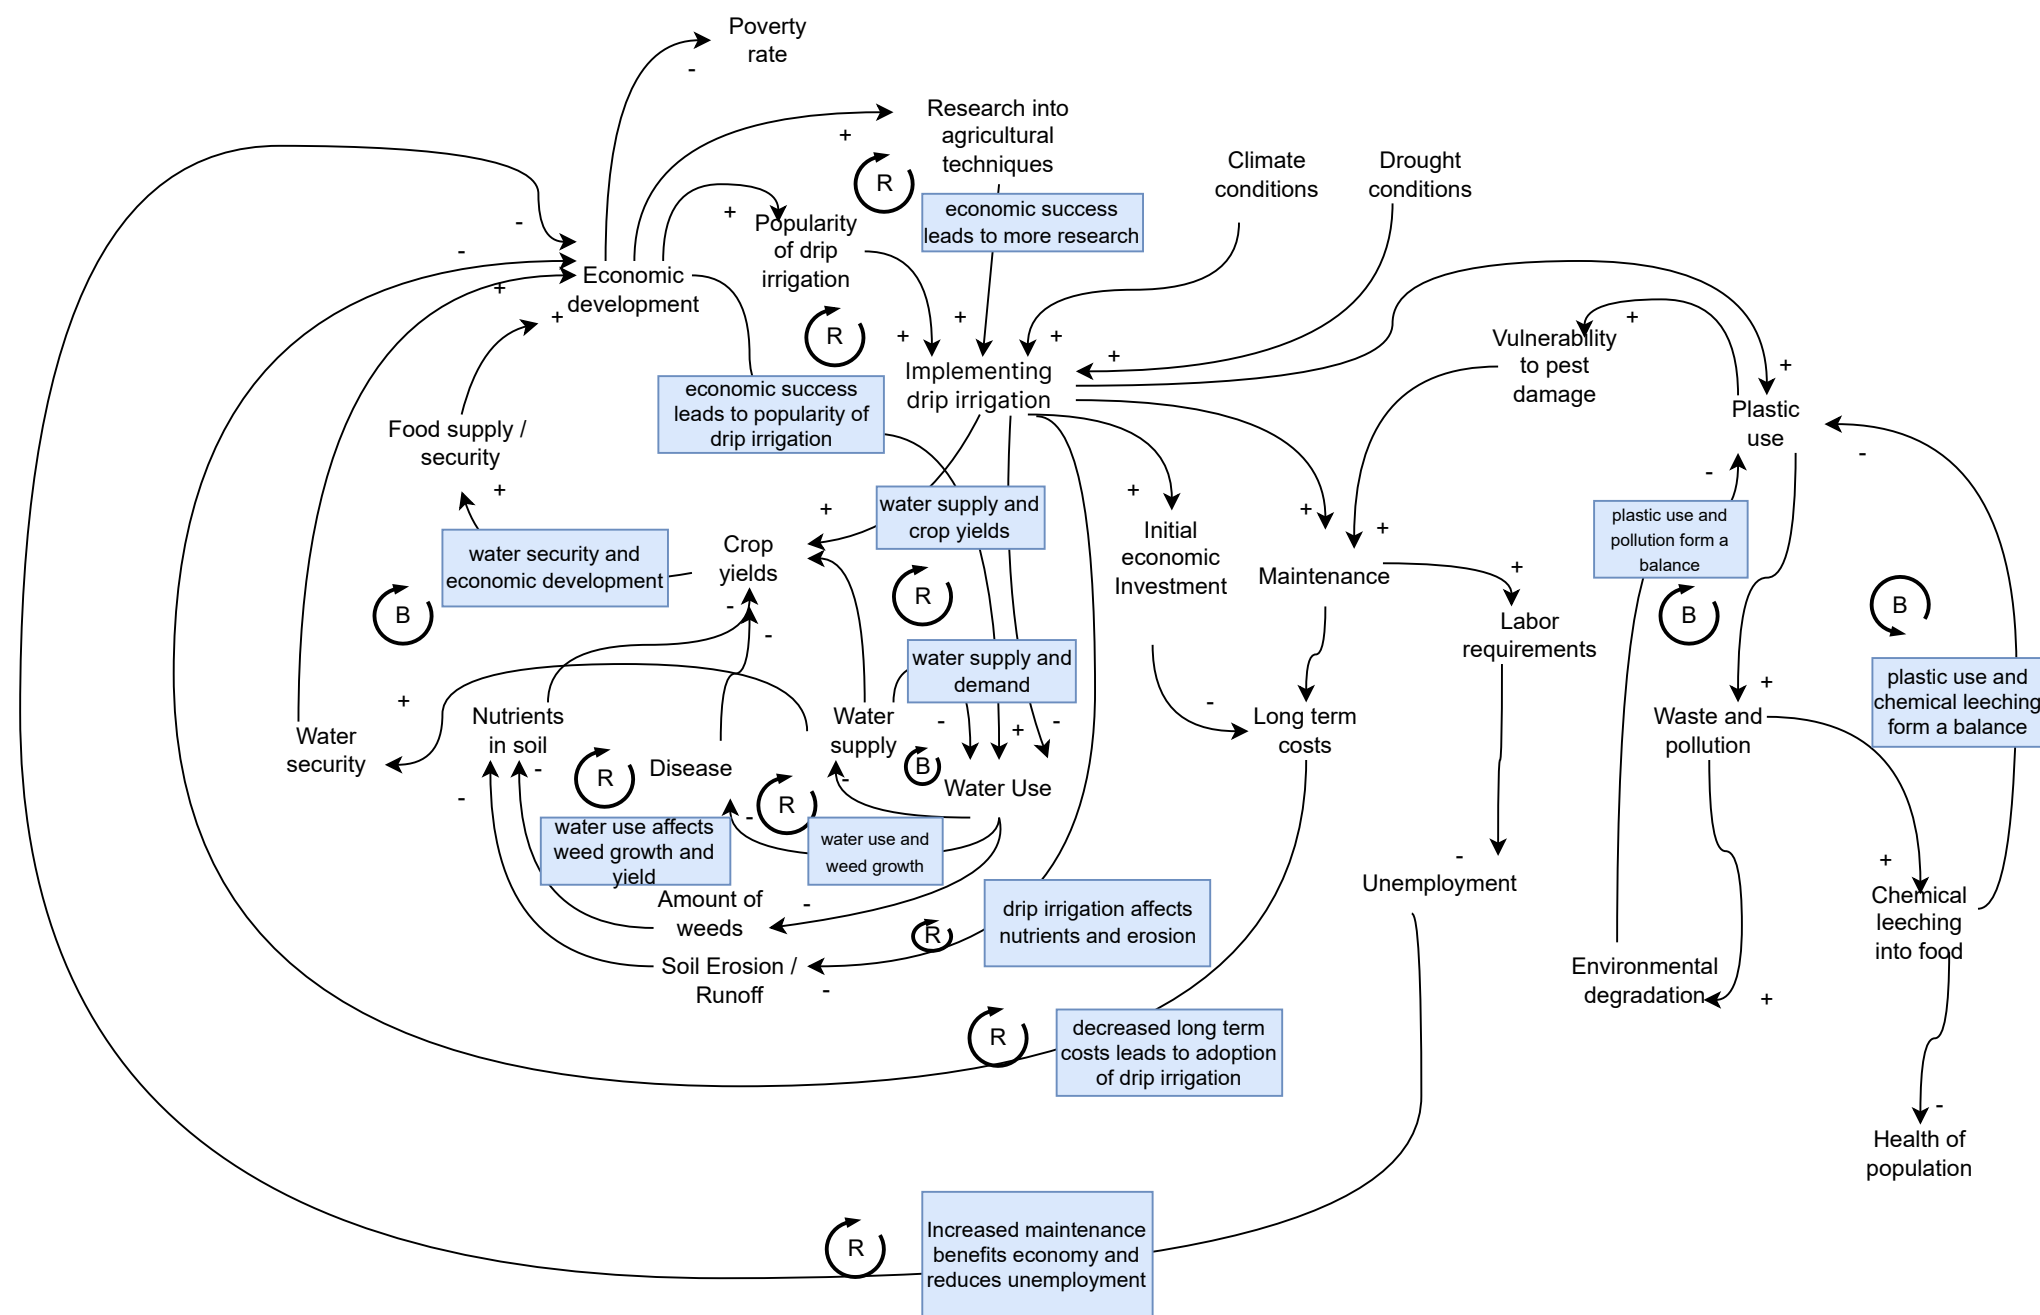 Poverty
rate
-
Research into
agricultural
techniques
+
R
economic success
leads to more research
Climate
conditions
Drought
conditions
+
Popularity
of drip
irrigation
-
-
Economic
development
+
+
R
+
+
+
+
Implementing
drip irrigation
Vulnerability
to pest
damage
+
+
Plastic
use
-
economic success
leads to popularity of
drip irrigation
Food supply /
security
+
water security and
economic development
B
Crop
yields
+
-
-
water supply and
crop yields
R
+
Initial
economic
Investment
+
+
Maintenance
+
Labor
requirements
-
plastic use and
pollution form a
balance
B
B
plastic use and
chemical leeching
form a balance
water supply and
demand
+
Water
security
Nutrients
in soil
-
-
R
Disease
-
R
Water
supply
-
B
-
+
-
Water Use
-
Long term
costs
+
Waste and
pollution
water use affects
weed growth and
yield
water use and
weed growth
Amount of
weeds
-
Soil Erosion /
Runoff
-
R
drip irrigation affects
nutrients and erosion
-
Unemployment
+
Chemical
leeching
into food
Environmental
degradation
+
R
decreased long term
costs leads to adoption
of drip irrigation
-
Health of
population
R
Increased maintenance
benefits economy and
reduces unemployment